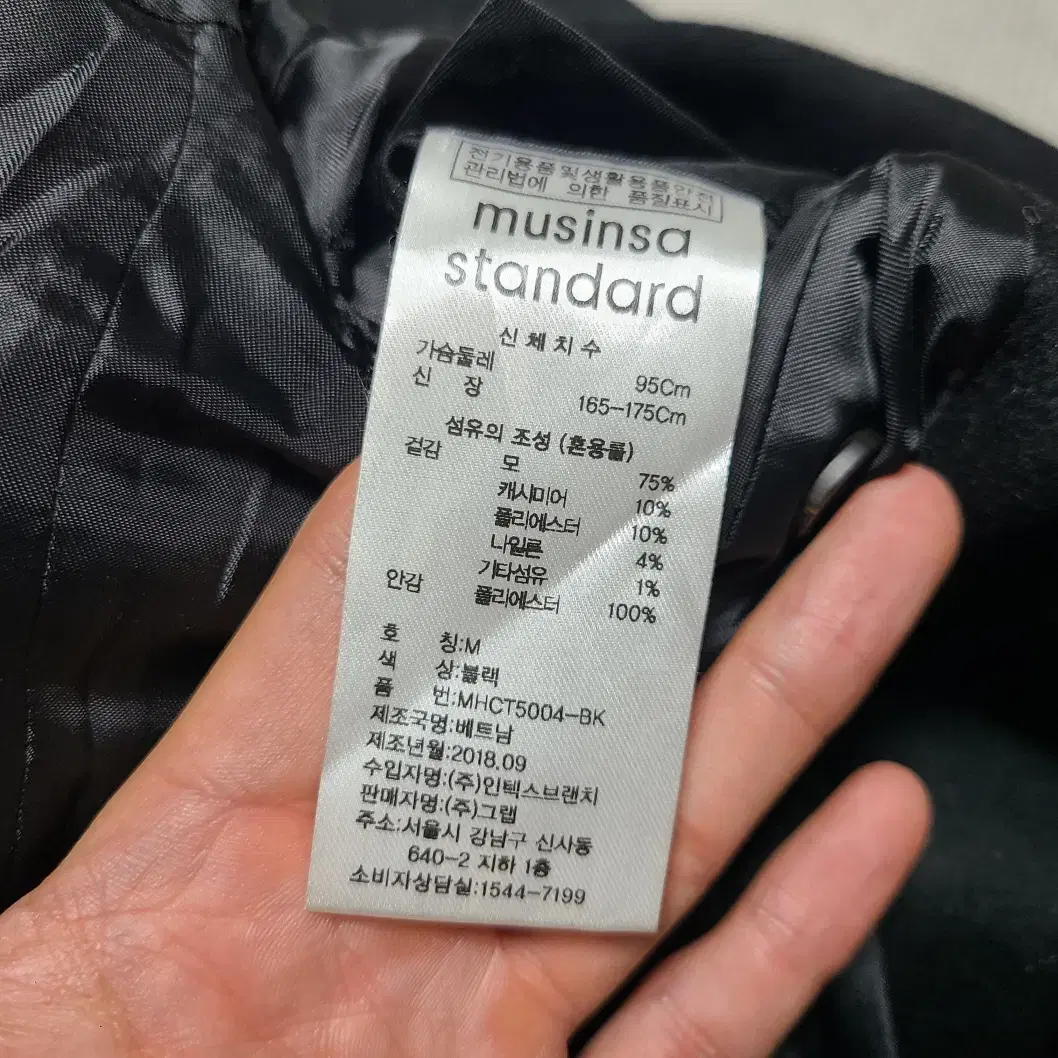 전기용품및생활용품안전
관리법에 의한 품질표시
musinsa
standard
신체치수
가슴둘레 95Cm
신 장 165-175Cm
섬유의 조성 (혼용률)
겉감 모 75%
캐시미어 10%
폴리에스터 10%
나일론 4%
기타섬유 1%
안감 폴리에스터 100%
호 칭:M
색 상:블랙
품 번:MHCT5004-BK
제조국명:베트남
제조년월:2018.09
수입자명:(주)인텍스브랜치
판매자명:(주)그랩
주소:서울시 강남구 신사동
640-2 지하 1층
소비자상담실:1544-7199